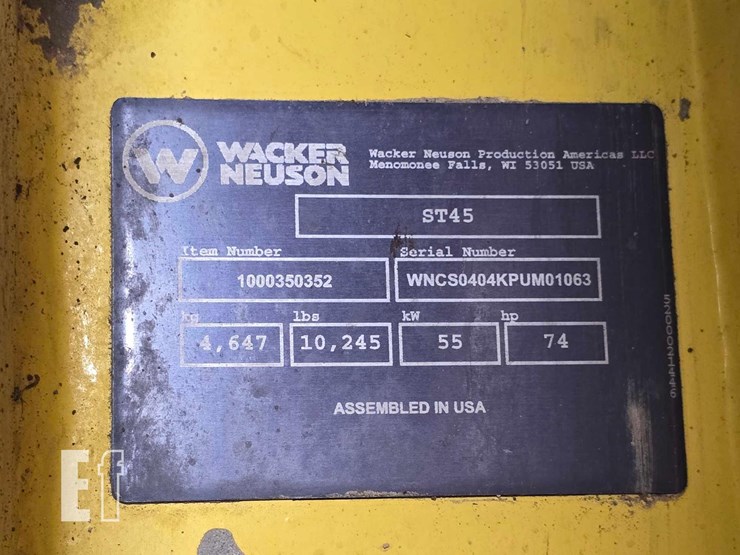 W WACKER NEUSON
Wacker Neuson Production Americas LLC
Menomonee Falls, WI 53051 USA
ST45
Item Number
Serial Number
1000350352
WNCS0404KPUM01063
kg
lbs
kW
hp
4,647
10,245
55
74
ASSEMBLED IN USA
Ef